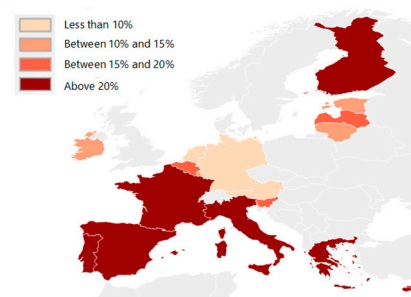 Less than 10%
Between 10% and 15%
Between 15% and 20%
Above 20%